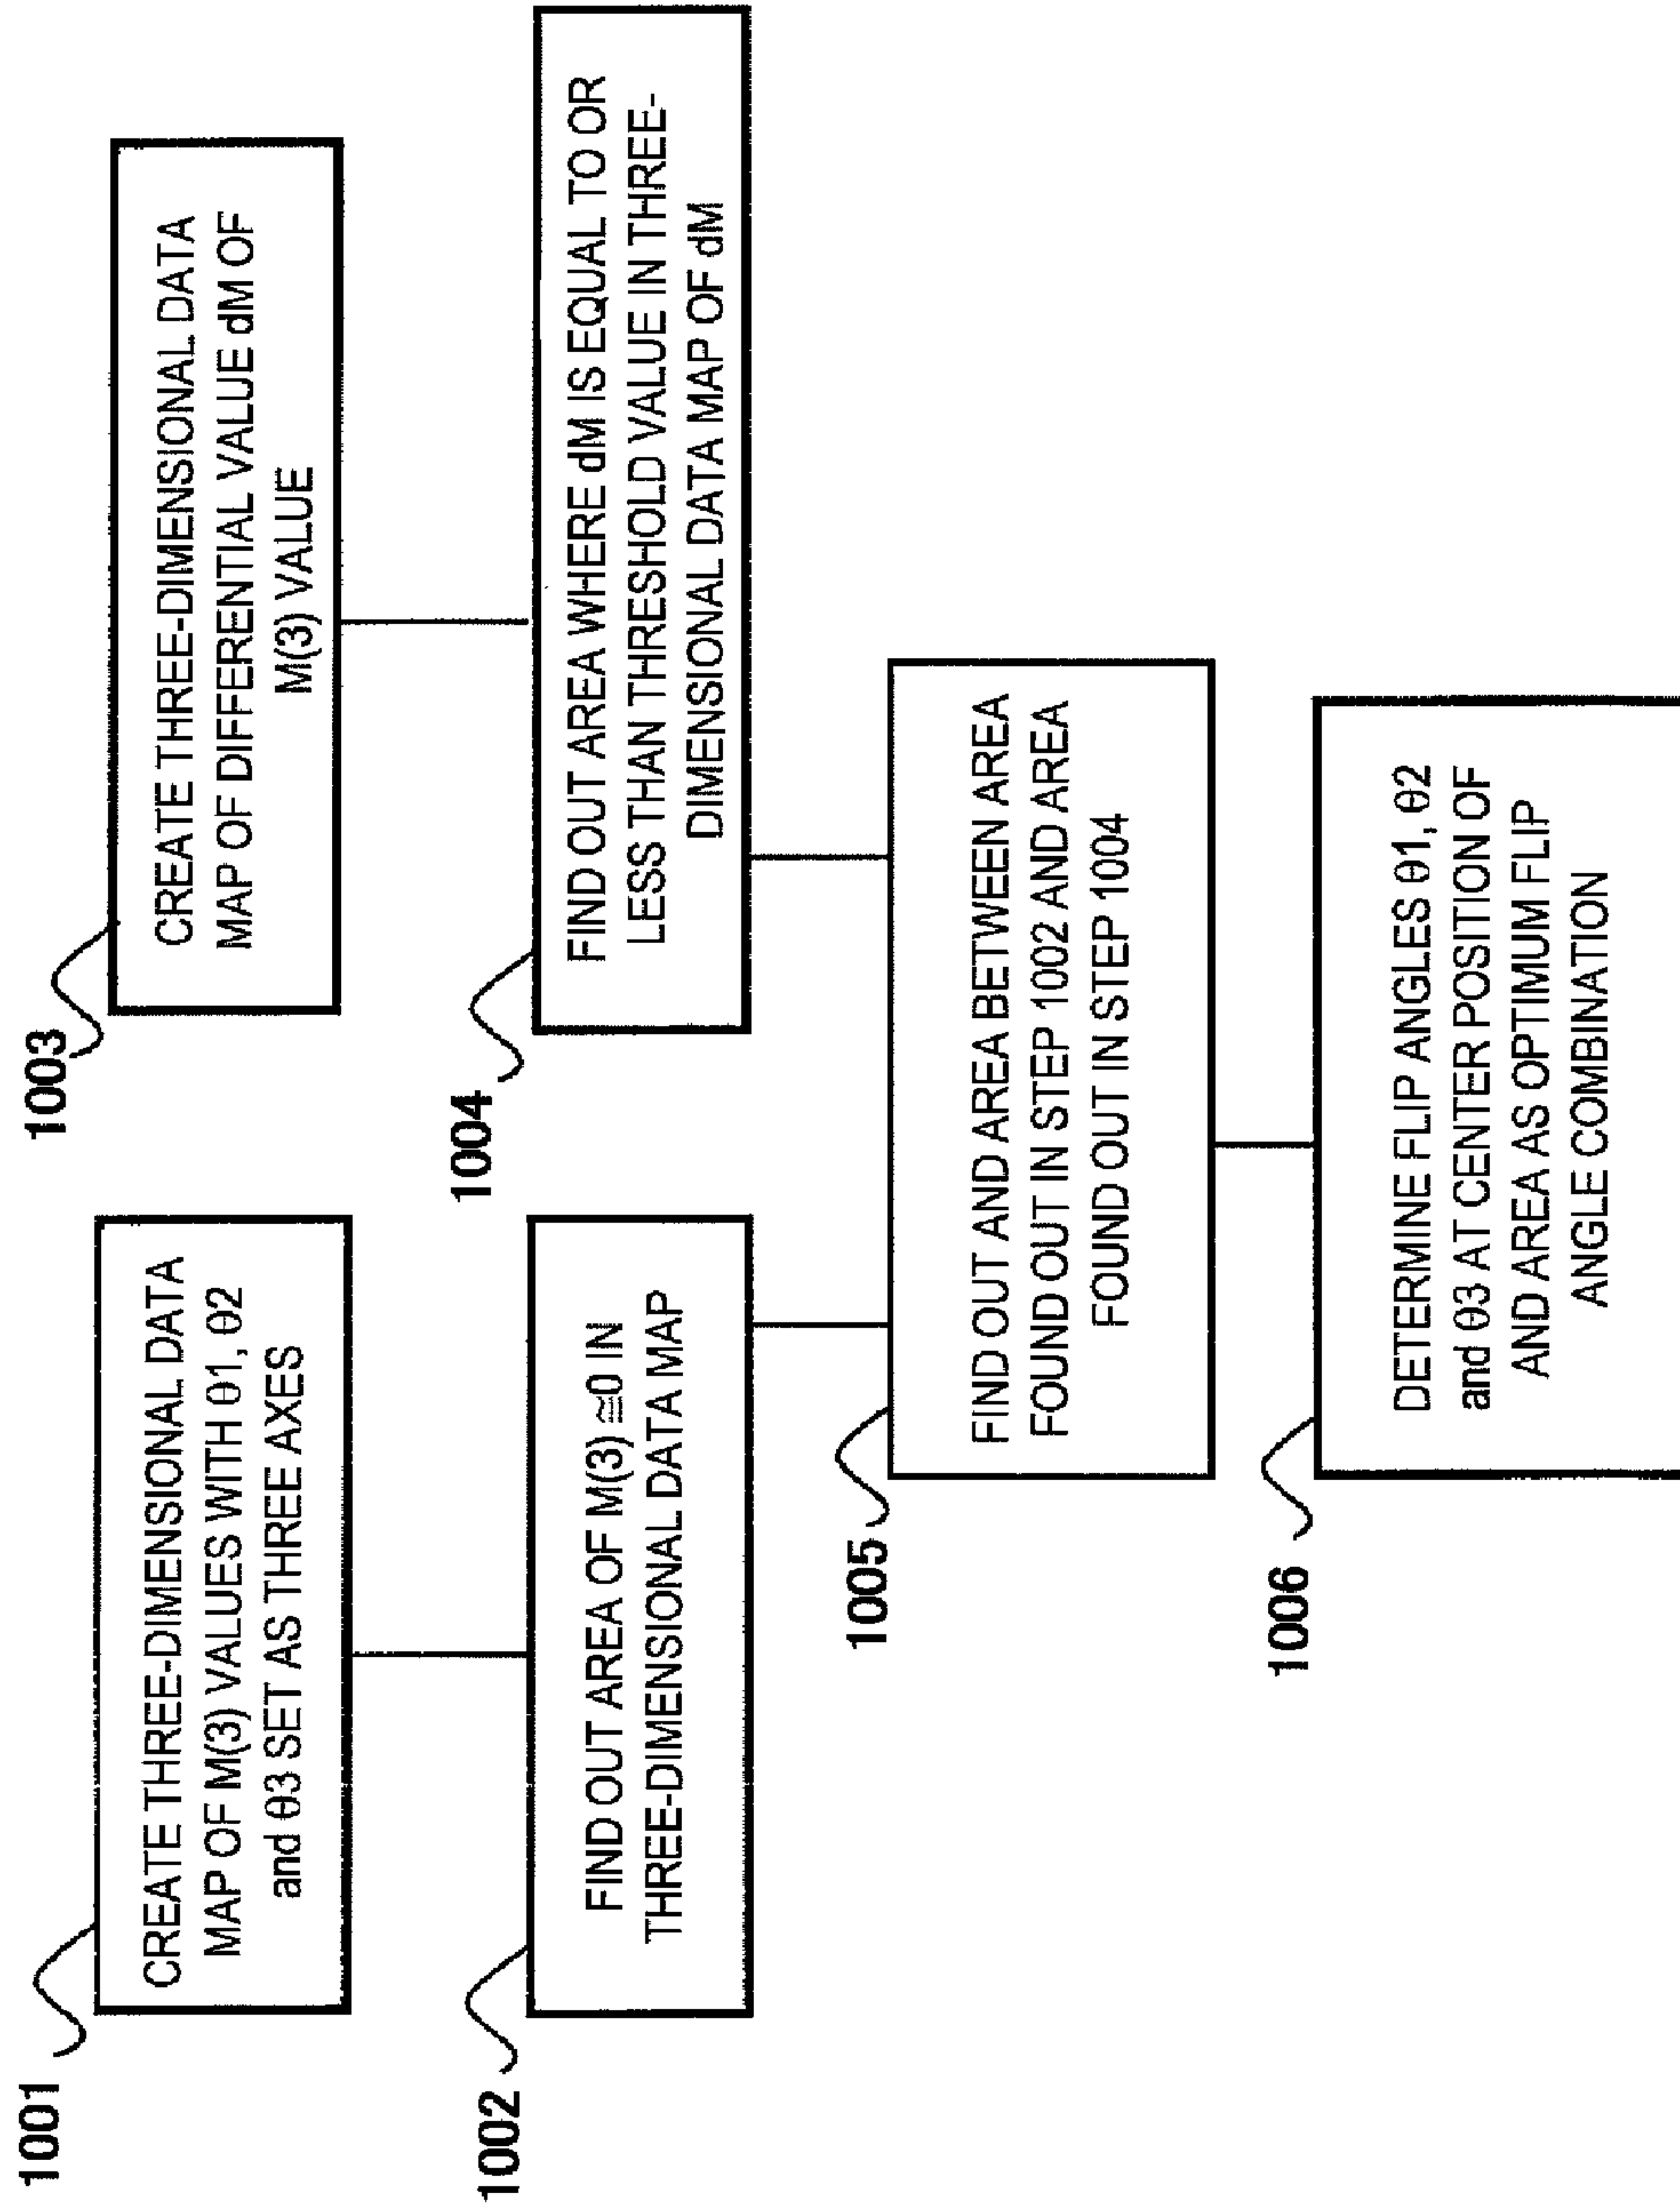 1001
CREATE THREE-DIMENSIONAL DATA
MAP OF M(3) VALUES WITH θ1, θ2
and θ3 SET AS THREE AXES
1002
FIND OUT AREA OF M(3) ≅0 IN
THREE-DIMENSIONAL DATA MAP
1003
CREATE THREE-DIMENSIONAL DATA
MAP OF DIFFERENTIAL VALUE dM OF
M(3) VALUE
1004
FIND OUT AREA WHERE dM IS EQUAL TO OR
LESS THAN THRESHOLD VALUE IN THREE-
DIMENSIONAL DATA MAP OF dM
1005
FIND OUT AND AREA BETWEEN AREA
FOUND OUT IN STEP 1002 AND AREA
FOUND OUT IN STEP 1004
1006
DETERMINE FLIP ANGLES θ1, θ2
and θ3 AT CENTER POSITION OF
AND AREA AS OPTIMUM FLIP
ANGLE COMBINATION